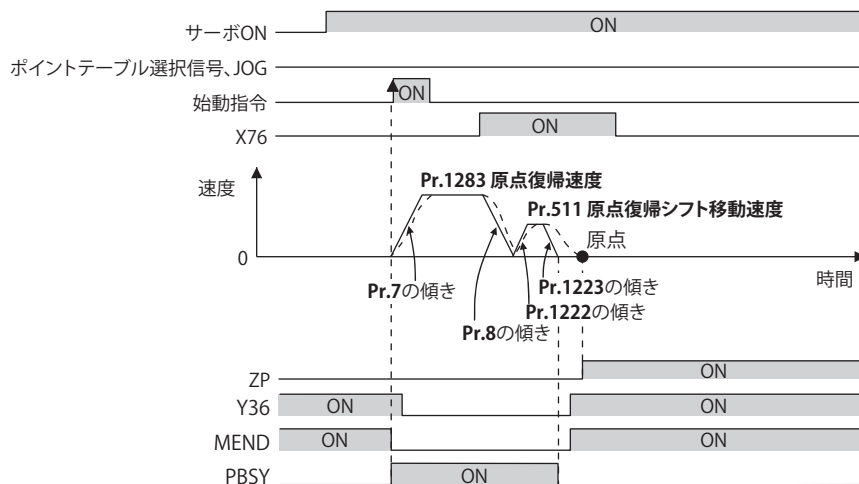 サーボON
ON
ポイントテーブル選択信号、JOG
始動指令
ON
X76
ON
速度
Pr.1283 原点復帰速度
Pr.511 原点復帰シフト移動速度
原点
0
時間
Pr.7の傾き
Pr.1223の傾き
Pr.1222の傾き
Pr.8の傾き
ZP
ON
Y36
ON
ON
MEND
ON
ON
PBSY
ON